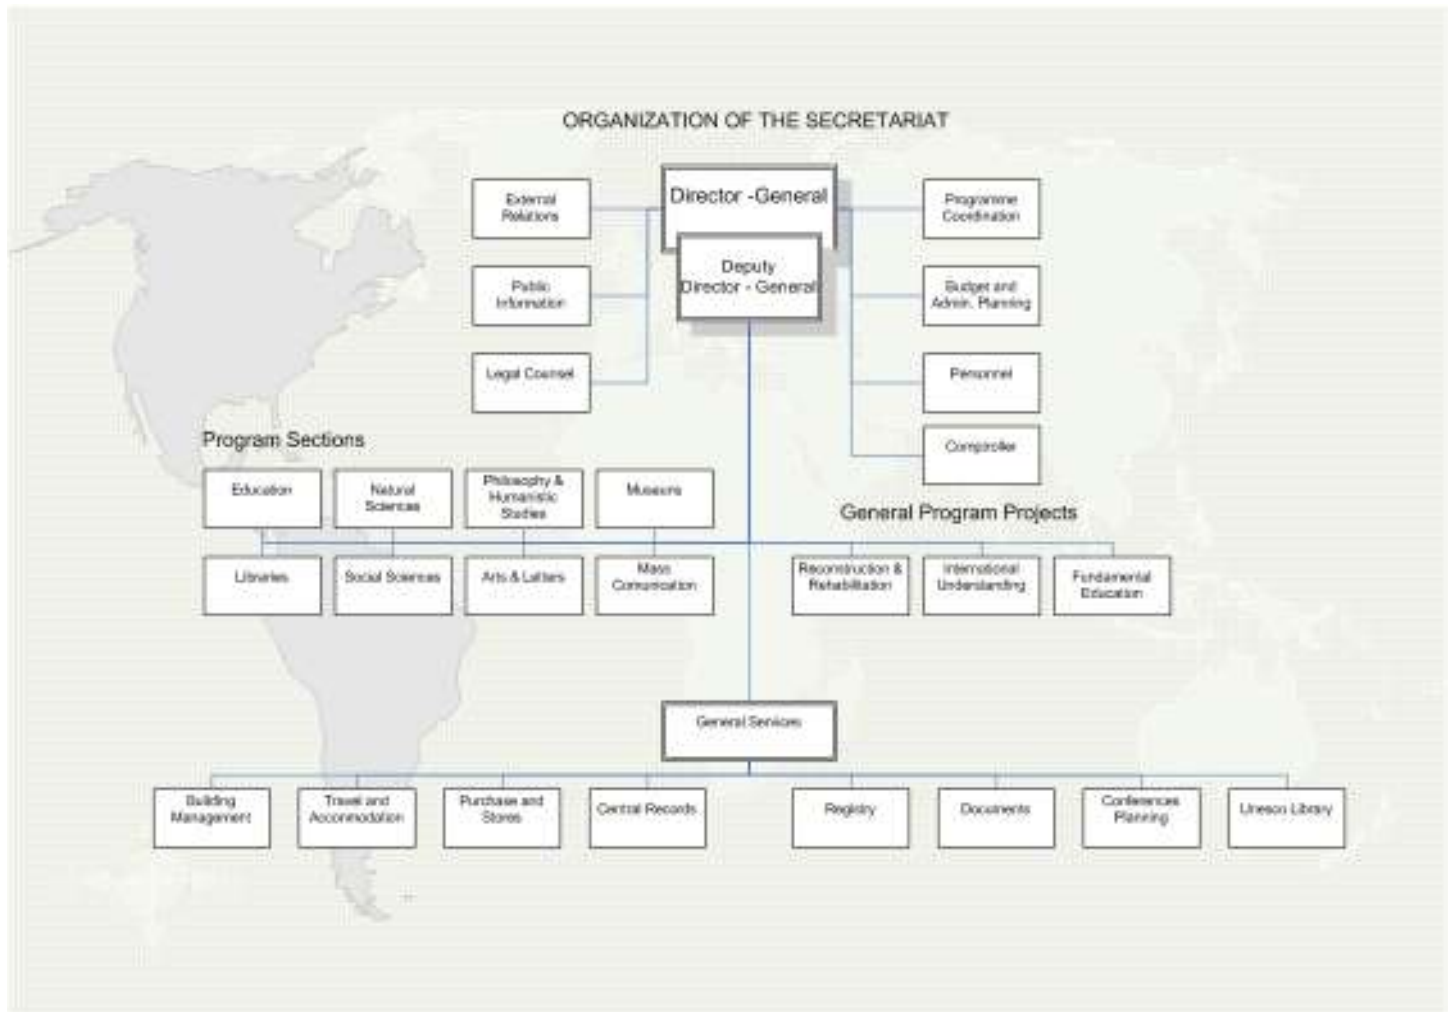 ORGANIZATION OF THE SECRETARIAT
Director -General
Deputy
Director - General
External
Relations
Public
Information
Legal Counsel
Programme
Coordination
Budget and
Admin. Planning
Personnel
Comptroller
Program Sections
Education
Natural
Sciences
Philosophy &
Humanistic
Studies
Museums
Libraries
Social Sciences
Arts & Letters
Mass
Comunication
General Program Projects
Reconstruction &
Rehabilitation
International
Understanding
Fundamental
Education
General Services
Building
Management
Travel and
Accommodation
Purchase and
Stores
Central Records
Registry
Documents
Conferences
Planning
Unesco Library